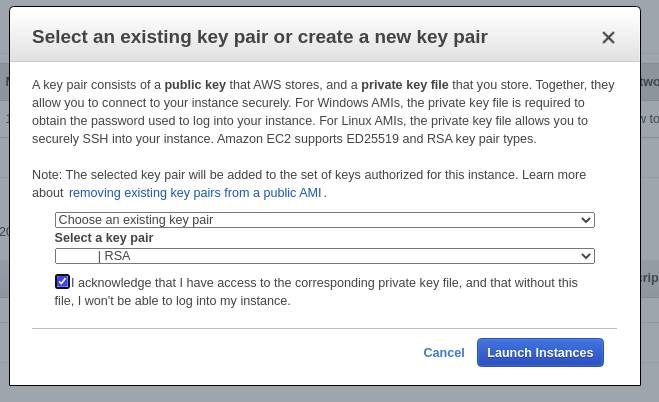 Select an existing key pair or create a new key pair
A key pair consists of a public key that AWS stores, and a private key file that you store. Together, they
allow you to connect to your instance securely. For Windows AMIs, the private key file is required to
obtain the password used to log into your instance. For Linux AMIs, the private key file allows you to
securely SSH into your instance. Amazon EC2 supports ED25519 and RSA key pair types.
Note: The selected key pair will be added to the set of keys authorized for this instance. Learn more
about removing existing key pairs from a public AMI .
Choose an existing key pair
Select a key pair
| RSA
I acknowledge that I have access to the corresponding private key file, and that without this
file, I won't be able to log into my instance.
Cancel
Launch Instances